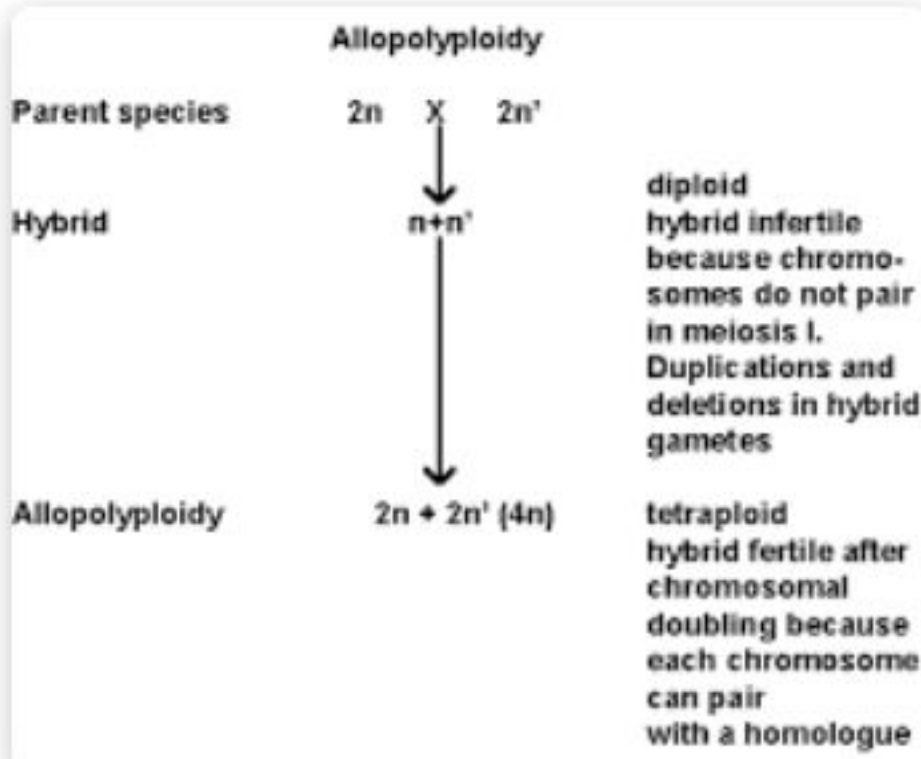 Allopolyploidy
Parent species 2n X 2n'
Hybrid n+n' diploid
hybrid infertile
because chromo-
somes do not pair
in meiosis I.
Duplications and
deletions in hybrid
gametes
Allopolyploidy 2n + 2n' (4n) tetraploid
hybrid fertile after
chromosomal
doubling because
each chromosome
can pair
with a homologue